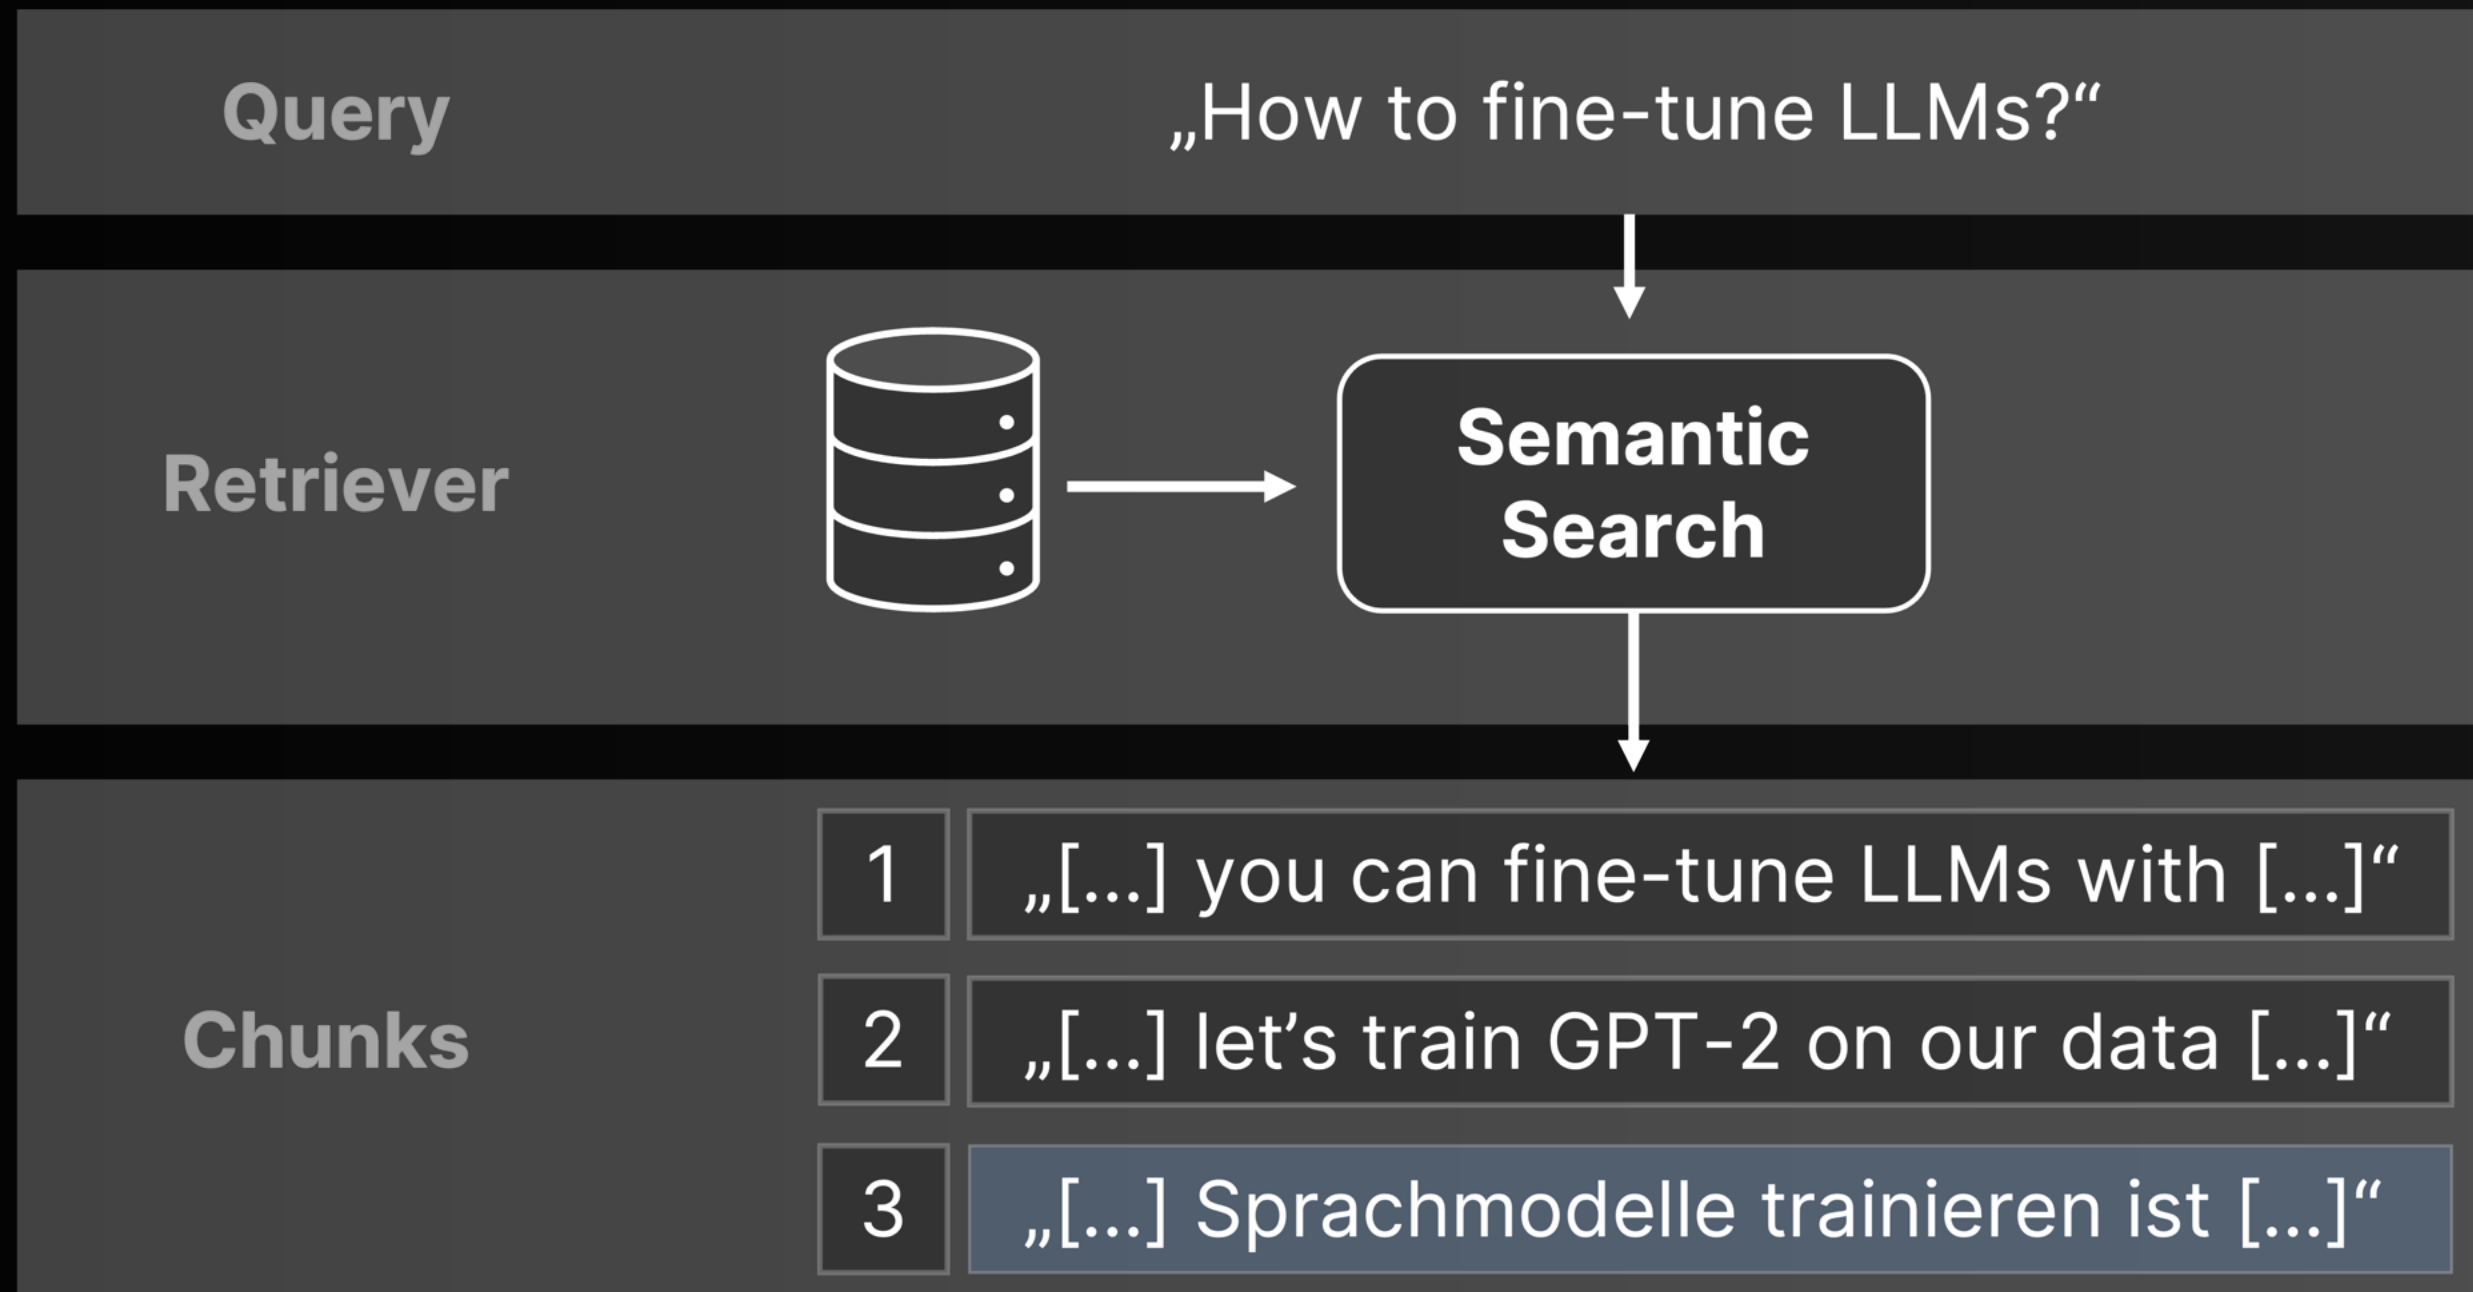 Query
„How to fine-tune LLMs?“
Retriever
Semantic
Search
Chunks
1
„[...] you can fine-tune LLMs with [...]“
2
„[...] let’s train GPT-2 on our data [...]“
3
„[...] Sprachmodelle trainieren ist [...]“